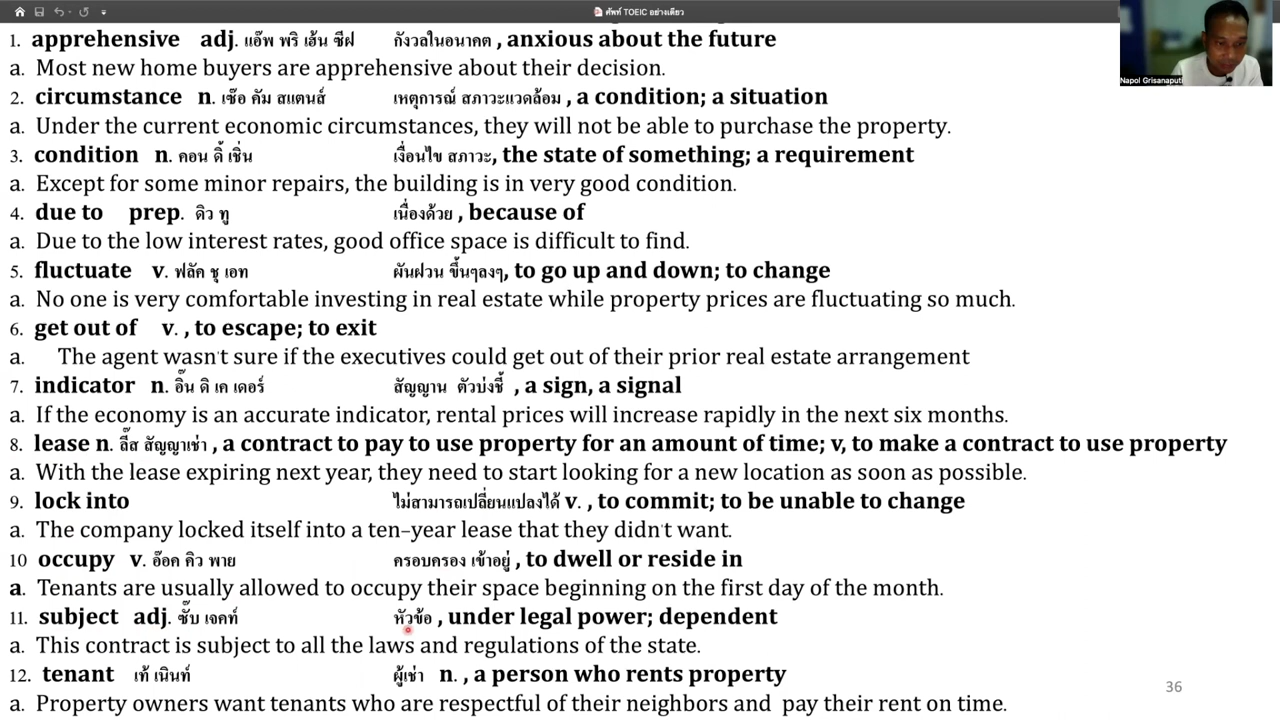 ศัพท์ TOEIC อย่างเดียว
Napol Grisanaputi
1. apprehensive adj. แอ๊พ พริ เฮ้น ซีฝ กังวลในอนาคต , anxious about the future
a. Most new home buyers are apprehensive about their decision.
2. circumstance n. เซ๊อ คัม สแตนส์ เหตุการณ์ สภาวะแวดล้อม , a condition; a situation
a. Under the current economic circumstances, they will not be able to purchase the property.
3. condition n. คอน ดิ๊ เชิ่น เงื่อนไข สภาวะ, the state of something; a requirement
a. Except for some minor repairs, the building is in very good condition.
4. due to prep. ดิว ทู เนื่องด้วย , because of
a. Due to the low interest rates, good office space is difficult to find.
5. fluctuate v. ฟลัค ชุ เอท ผันฝวน ขึ้นๆลงๆ, to go up and down; to change
a. No one is very comfortable investing in real estate while property prices are fluctuating so much.
6. get out of v. , to escape; to exit
a. The agent wasn't sure if the executives could get out of their prior real estate arrangement
7. indicator n. อิ๊น ดิ เค เดอร์ สัญญาน ตัวบ่งชี้ , a sign, a signal
a. If the economy is an accurate indicator, rental prices will increase rapidly in the next six months.
8. lease n. ลี๊ส สัญญาเช่า , a contract to pay to use property for an amount of time; v, to make a contract to use property
a. With the lease expiring next year, they need to start looking for a new location as soon as possible.
9. lock into ไม่สามารถเปลี่ยนแปลงได้ v. , to commit; to be unable to change
a. The company locked itself into a ten-year lease that they didn't want.
10 occupy v. อ๊อค คิว พาย ครอบครอง เข้าอยู่ , to dwell or reside in
a. Tenants are usually allowed to occupy their space beginning on the first day of the month.
11. subject adj. ซั๊บ เจคท์ หัวข้อ , under legal power; dependent
a. This contract is subject to all the laws and regulations of the state.
12. tenant เท้ เนินท์ ผู้เช่า n. , a person who rents property
a. Property owners want tenants who are respectful of their neighbors and pay their rent on time.
36